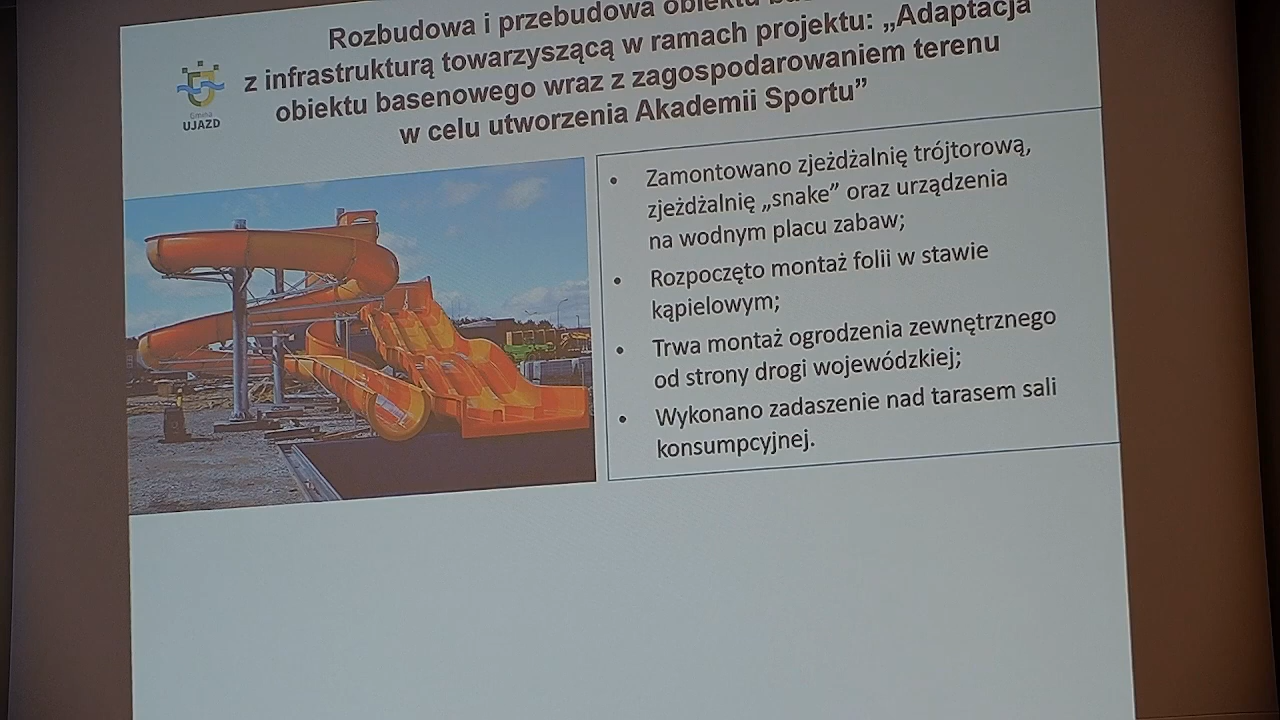 Rozbudowa i przebudowa obiektu
z infrastrukturą towarzyszącą w ramach projektu: „Adaptacja
obiektu basenowego wraz z zagospodarowaniem terenu
w celu utworzenia Akademii Sportu”
Gmina
UJAZD
• Zamontowano zjeżdżalnię trójtorową,
zjeżdżalnię „snake” oraz urządzenia
na wodnym placu zabaw;
• Rozpoczęto montaż folii w stawie
kąpielowym;
• Trwa montaż ogrodzenia zewnętrznego
od strony drogi wojewódzkiej;
• Wykonano zadaszenie nad tarasem sali
konsumpcyjnej.